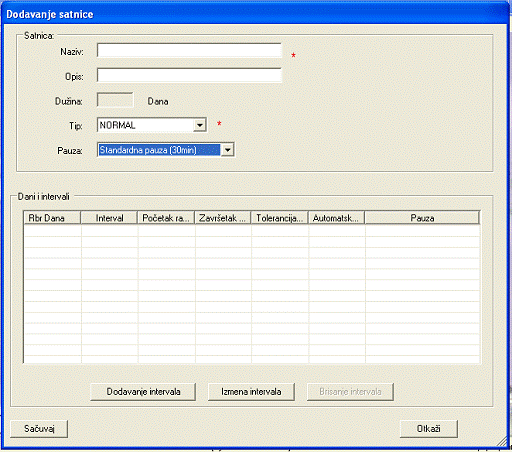 Dodavanje satnice
Satnica:
Naziv: *
Opis:
Dužina: Dana
Tip: NORMAL *
Pauza: Standardna pauza (30min)
Dani i intervali
Rbr Dana Interval Početak ra... Završetak ... Tolerancija... Automatsk... Pauza
Dodavanje intervala Izmena intervala Brisanje intervala
Sačuvaj Otkaži